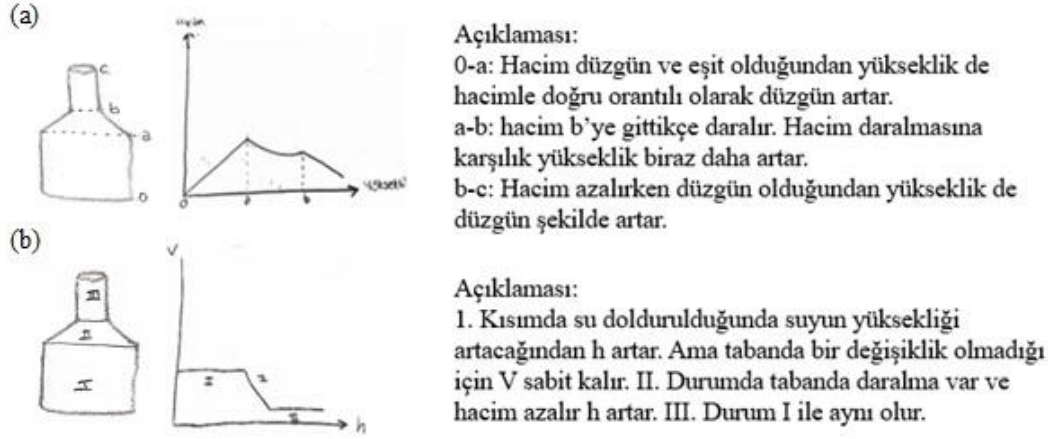 (a)
Hacim
c
b
a
0
0
a
b
Açıklaması:
0-a: Hacim düzgün ve eşit olduğundan yükseklik de
hacimle doğru orantılı olarak düzgün artar.
a-b: hacim b’ye gittikçe daralır. Hacim daralmasına
karşılık yükseklik biraz daha artar.
b-c: Hacim azalırken düzgün olduğundan yükseklik de
düzgün şekilde artar.
(b)
III
II
I
V
I
h
Açıklaması:
1. Kısımda su doldurulduğunda suyun yüksekliği
artacağından h artar. Ama tabanda bir değişiklik olmadığı
için V sabit kalır. II. Durumda tabanda daralma var ve
hacim azalır h artar. III. Durum I ile aynı olur.